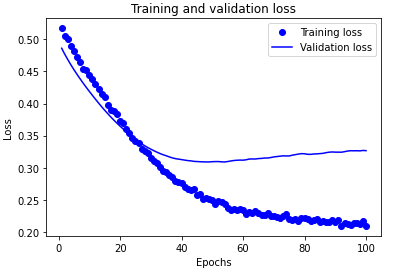 Training and validation loss
Training loss
Validation loss
Loss
0.50
0.45
0.40
0.35
0.30
0.25
0.20
0
20
40
60
80
100
Epochs